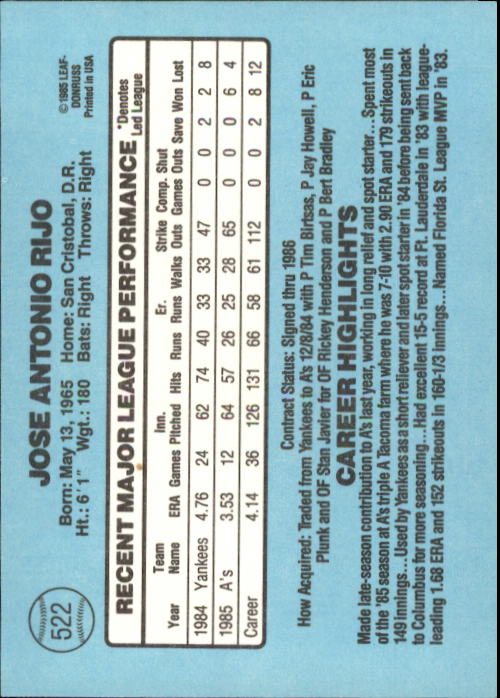 522
JOSE ANTONIO RIJO
Born: May 13, 1965 Home: San Cristobal, D.R.
Ht.: 6'1" Wgt.: 180 Bats: Right Throws: Right
©1985 LEAF-
DONRUSS
Printed in USA
RECENT MAJOR LEAGUE PERFORMANCE
*Denotes
Led League
Team Inn. Er. Strike Comp. Shut
Year Name ERA Games Pitched Hits Runs Runs Walks Outs Games Outs Save Won Lost
1984 Yankees 4.76 24 62 74 40 33 33 47 0 0 2 2 8
1985 A's 3.53 12 64 57 26 25 28 65 0 0 0 6 4
Career 4.14 36 126 131 66 58 61 112 0 0 2 8 12
Contract Status: Signed thru 1986
How Acquired: Traded from Yankees to A's 12/8/84 with P Tim Birtsas, P Jay Howell, P Eric
Plunk and OF Stan Javier for OF Rickey Henderson and P Bert Bradley
CAREER HIGHLIGHTS
Made late-season contribution to A's last year, working in long relief and spot starter...Spent most
of the '85 season at A's triple A Tacoma farm where he was 7-10 with 2.90 ERA and 179 strikeouts in
149 innings...Used by Yankees as a short reliever and later spot starter in '84 before being sent back
to Columbus for more seasoning...Had excellent 15-5 record at Ft. Lauderdale in '83 with league-
leading 1.68 ERA and 152 strikeouts in 160-1/3 innings...Named Florida St. League MVP in '83.